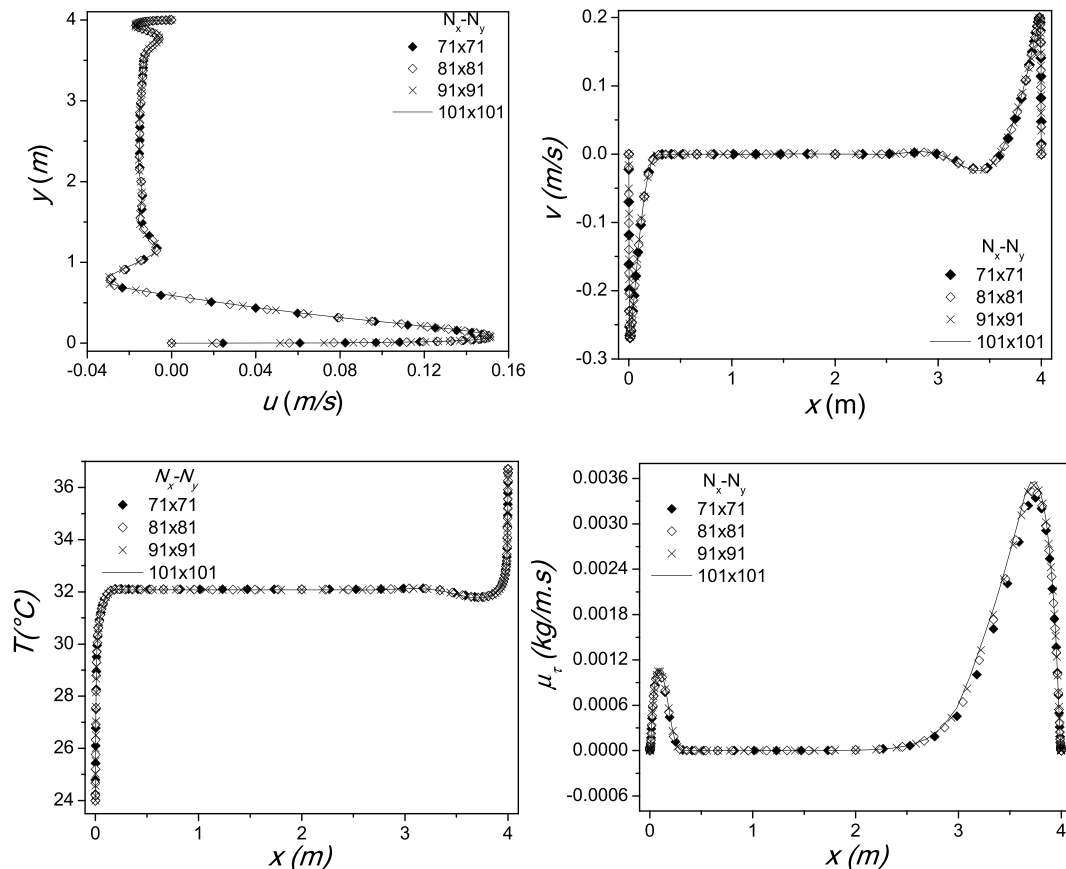 4
3
2
1
0
-0.04
0.00
0.04
0.08
0.12
0.16
y (m)
u (m/s)
Nx-Ny
71x71
81x81
91x91
101x101
0.2
0.1
0.0
-0.1
-0.2
-0.3
0
1
2
3
4
v (m/s)
x (m)
Nx-Ny
71x71
81x81
91x91
101x101
36
34
32
30
28
26
24
0
1
2
3
4
T(°C)
x (m)
Nx-Ny
71x71
81x81
91x91
101x101
0.0036
0.0030
0.0024
0.0018
0.0012
0.0006
0.0000
-0.0006
0
1
2
3
4
μτ (kg/m.s)
x (m)
Nx-Ny
71x71
81x81
91x91
101x101